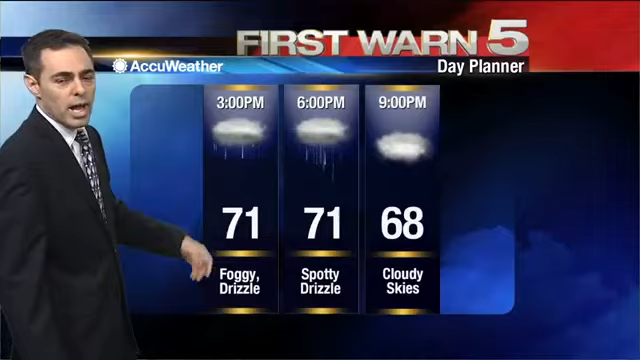 FIRST WARN 5
AccuWeather
Day Planner
3:00PM 6:00PM 9:00PM
71 71 68
Foggy, Spotty Cloudy
Drizzle Drizzle Skies